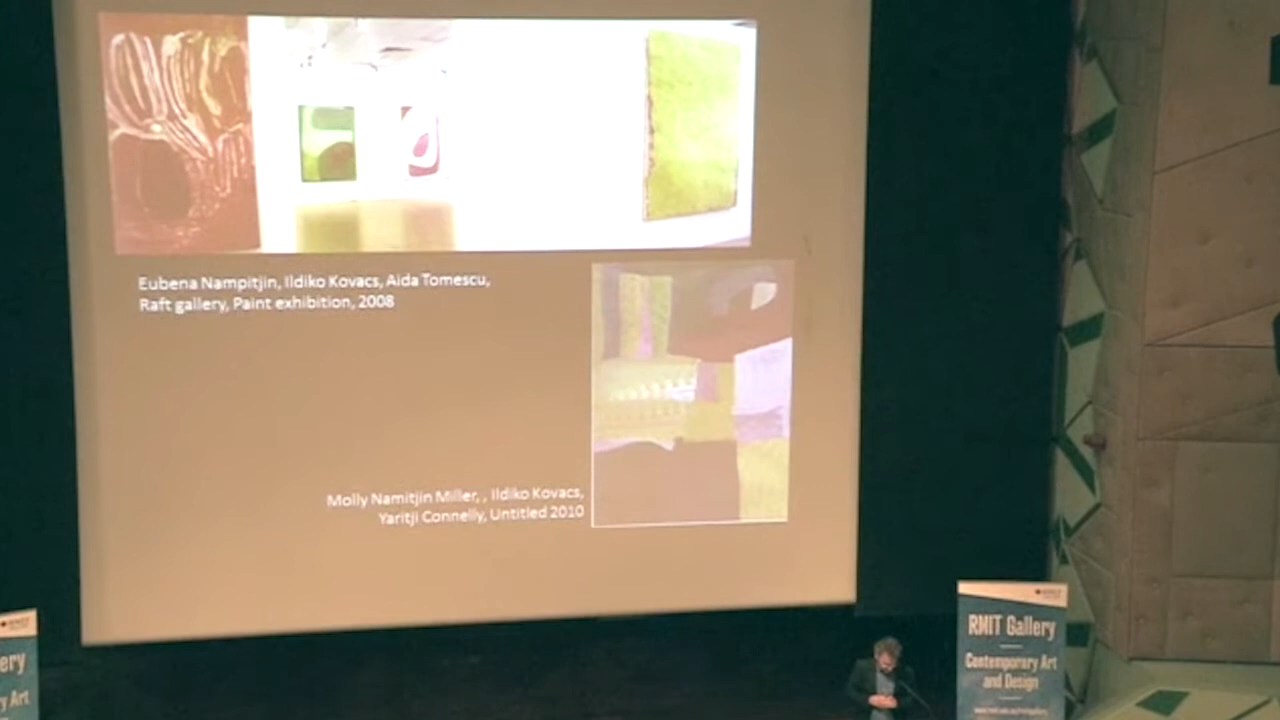 Eubena Nampitjin, Ildiko Kovacs, Aida Tomescu,
Raft gallery, Paint exhibition, 2008
Molly Namitjin Miller, , Ildiko Kovacs,
Yaritji Connelly, Untitled 2010
RMIT Gallery
Contemporary Art
and Design
ery
y Art